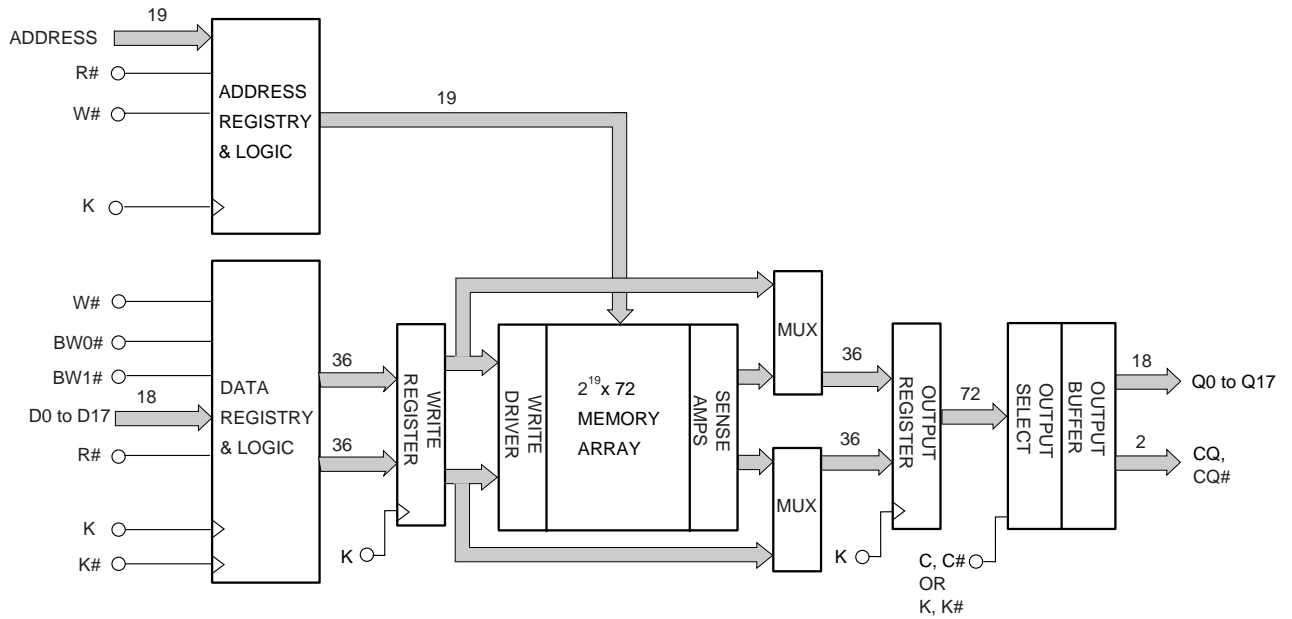 19
ADDRESS
R#
W#
K
ADDRESS
REGISTRY
& LOGIC
19
W#
BW0#
BW1#
18
D0 to D17
R#
K
K#
DATA
REGISTRY
& LOGIC
36
36
WRITE
REGISTER
K
WRITE
DRIVER
2¹⁹x 72
MEMORY
ARRAY
SENSE
AMPS
MUX
MUX
36
36
OUTPUT
REGISTER
K
72
OUTPUT
SELECT
OUTPUT
BUFFER
C, C#
OR
K, K#
18
Q0 to Q17
2
CQ,
CQ#